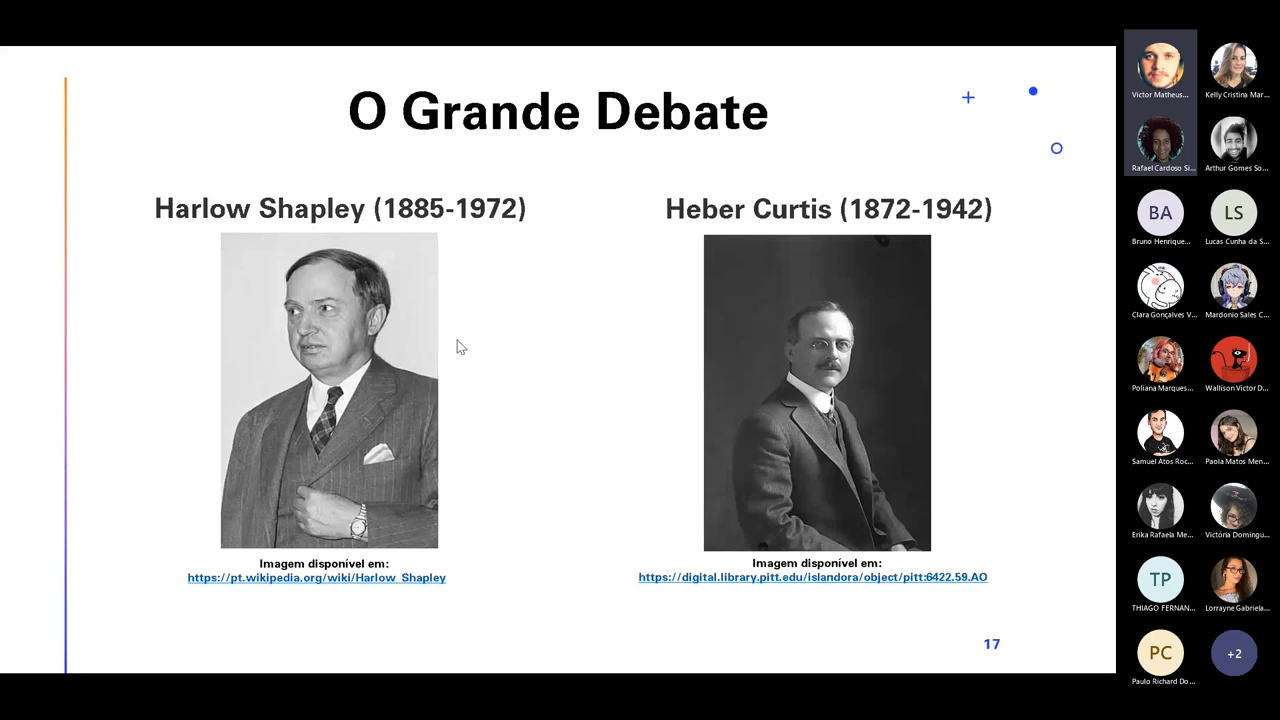 O Grande Debate
Harlow Shapley (1885-1972)
Heber Curtis (1872-1942)
Imagem disponível em:
https://pt.wikipedia.org/wiki/Harlow_Shapley
Imagem disponível em:
https://digital.library.pitt.edu/islandora/object/pitt:6422.59.AO
17
Victor Matheus...
Kelly Cristina Mar...
Rafael Cardoso Si...
Arthur Gomes So...
BA
LS
Bruno Henrique...
Lucas Cunha da S...
Clara Gonçalves V...
Mardonio Sales C...
Poliana Marques...
Wallison Victor D...
Samuel Atos Roc...
Paola Matos Men...
Erika Rafaela Me...
Victória Domingu...
TP
THIAGO FERNAN...
Lorrayne Gabriela...
PC
+2
Paulo Richard Do...